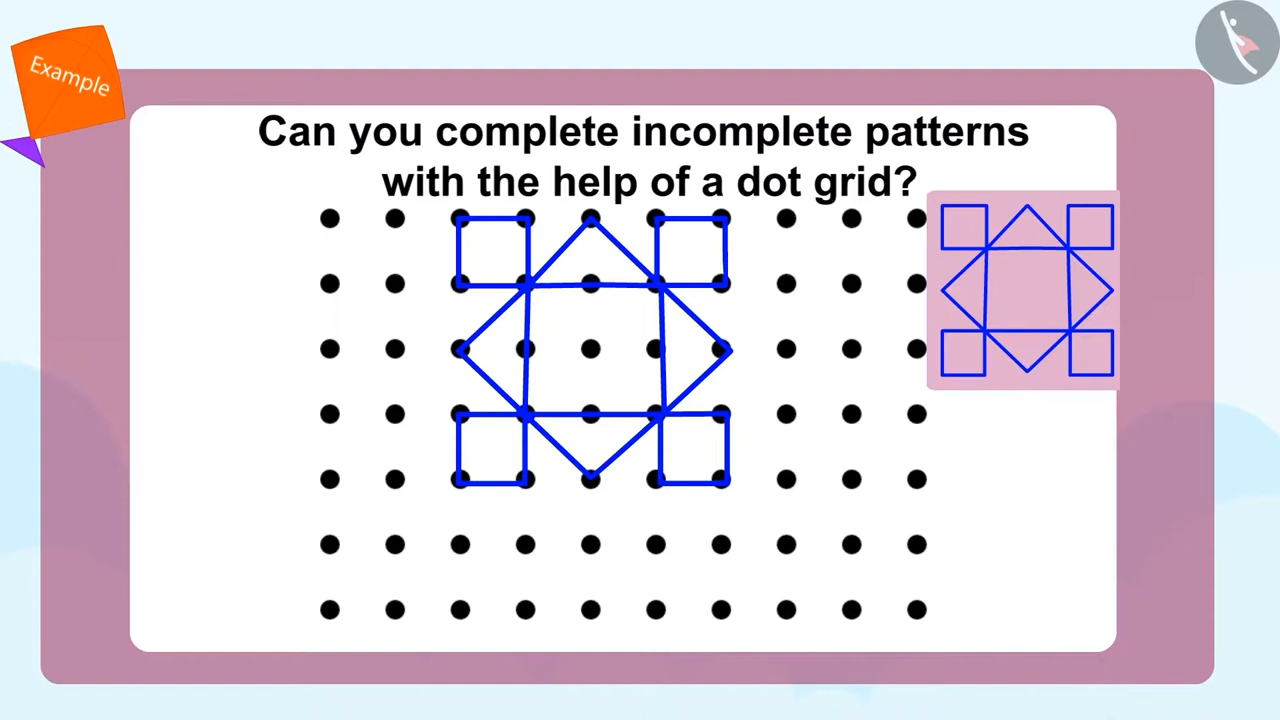 Example
Can you complete incomplete patterns
with the help of a dot grid?